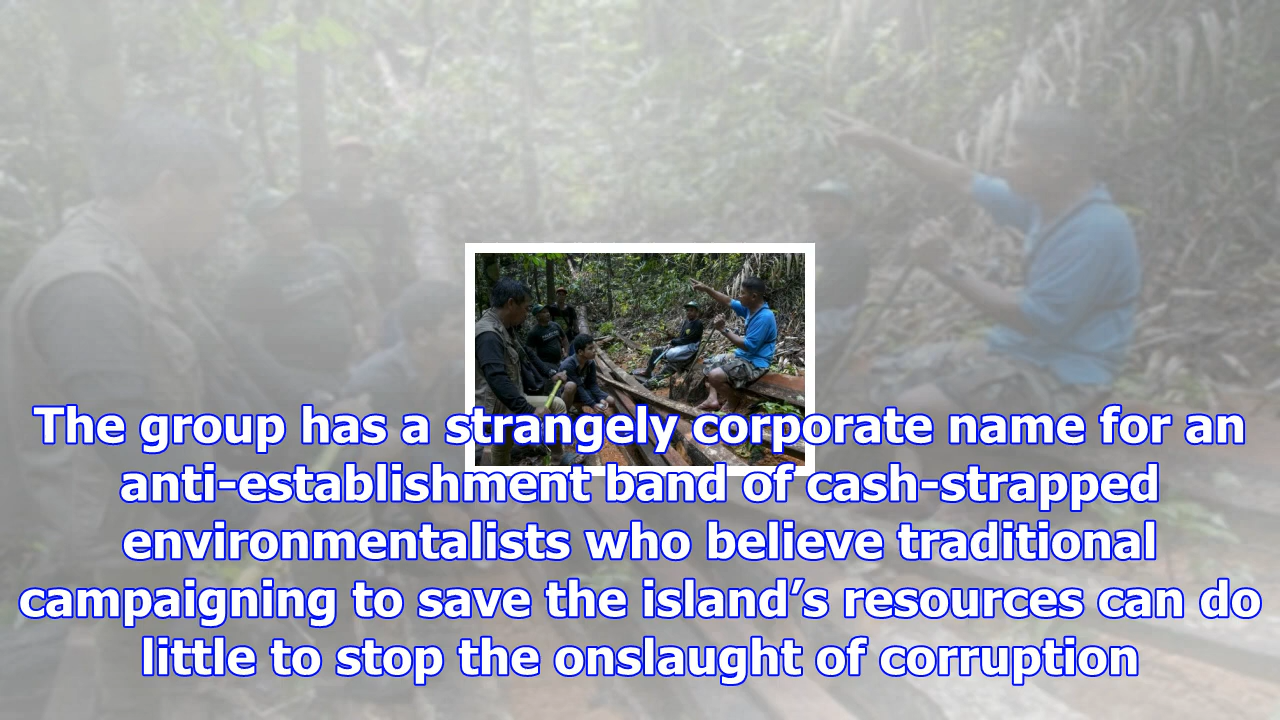 The group has a strangely corporate name for an
anti-establishment band of cash-strapped
environmentalists who believe traditional
campaigning to save the island’s resources can do
little to stop the onslaught of corruption